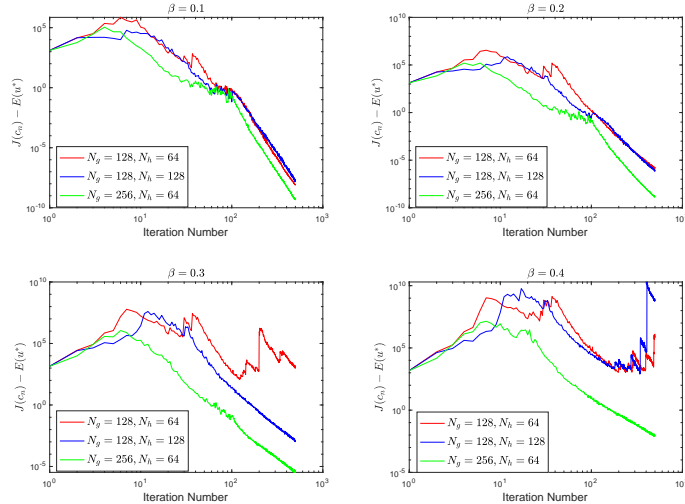 β = 0.1
10^5
10^0
10^-5
10^-10
J(c_n) − E(u*)
N_g = 128, N_h = 64
N_g = 128, N_h = 128
N_g = 256, N_h = 64
10^0
10^1
10^2
10^3
Iteration Number
β = 0.2
10^10
10^5
10^0
10^-5
10^-10
J(c_n) − E(u*)
N_g = 128, N_h = 64
N_g = 128, N_h = 128
N_g = 256, N_h = 64
10^0
10^1
10^2
10^3
Iteration Number
β = 0.3
10^10
10^5
10^0
10^-5
J(c_n) − E(u*)
N_g = 128, N_h = 64
N_g = 128, N_h = 128
N_g = 256, N_h = 64
10^0
10^1
10^2
10^3
Iteration Number
β = 0.4
10^10
10^5
10^0
10^-5
J(c_n) − E(u*)
N_g = 128, N_h = 64
N_g = 128, N_h = 128
N_g = 256, N_h = 64
10^0
10^1
10^2
10^3
Iteration Number